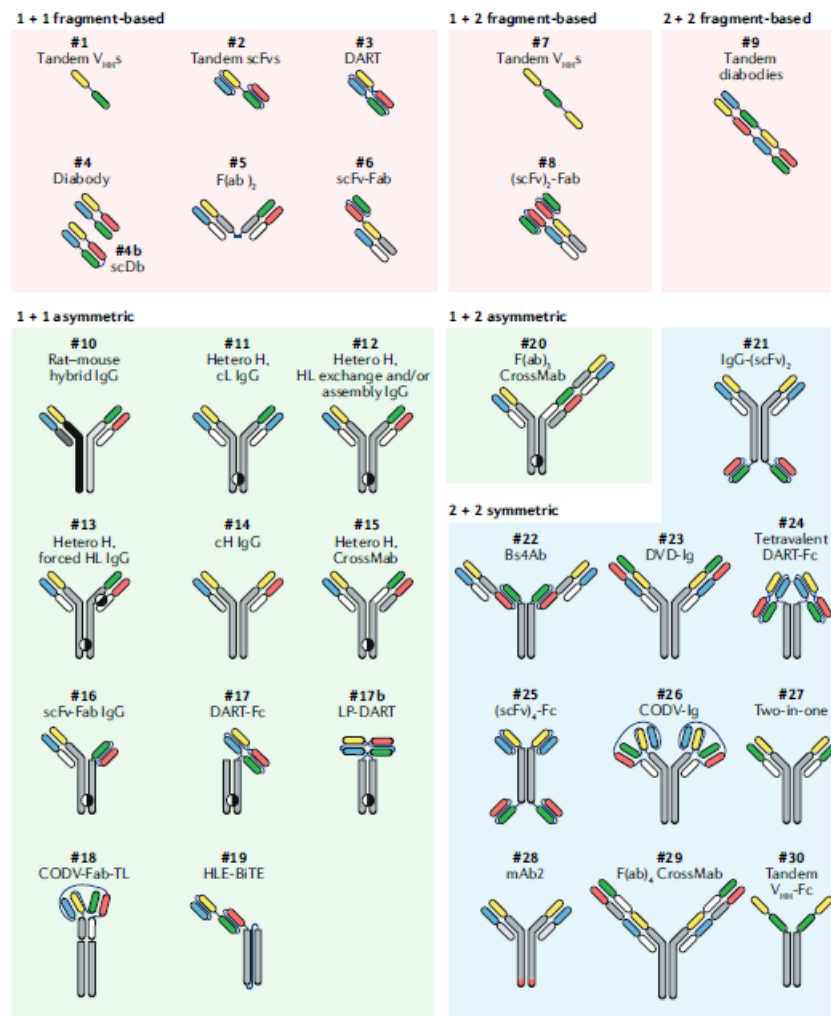 1 + 1 fragment-based
#1
Tandem VHHs
#2
Tandem scFvs
#3
DART
#4
Diabody
#4b
scDb
#5
F(ab )2
#6
scFv-Fab
1 + 2 fragment-based
#7
Tandem VHHs
#8
(scFv)2-Fab
2 + 2 fragment-based
#9
Tandem
diabodies
1 + 1 asymmetric
#10
Rat–mouse
hybrid IgG
#11
Hetero H,
cL IgG
#12
Hetero H,
HL exchange and/or
assembly IgG
#13
Hetero H,
forced HL IgG
#14
cH IgG
#15
Hetero H,
CrossMab
#16
scFv-Fab IgG
#17
DART-Fc
#17b
LP-DART
#18
CODV-Fab-TL
#19
HLE-BiTE
1 + 2 asymmetric
#20
F(ab)3
CrossMab
#21
IgG-(scFv)2
2 + 2 symmetric
#22
Bs4Ab
#23
DVD-Ig
#24
Tetravalent
DART-Fc
#25
(scFv)4-Fc
#26
CODV-Ig
#27
Two-in-one
#28
mAb2
#29
F(ab)4 CrossMab
#30
Tandem
VHH-Fc